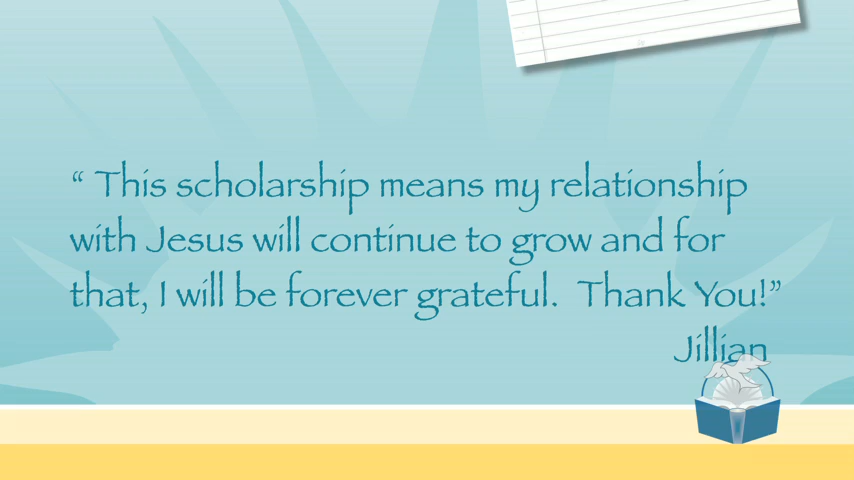 “ This scholarship means my relationship
with Jesus will continue to grow and for
that, I will be forever grateful.  Thank You!”
Jillian